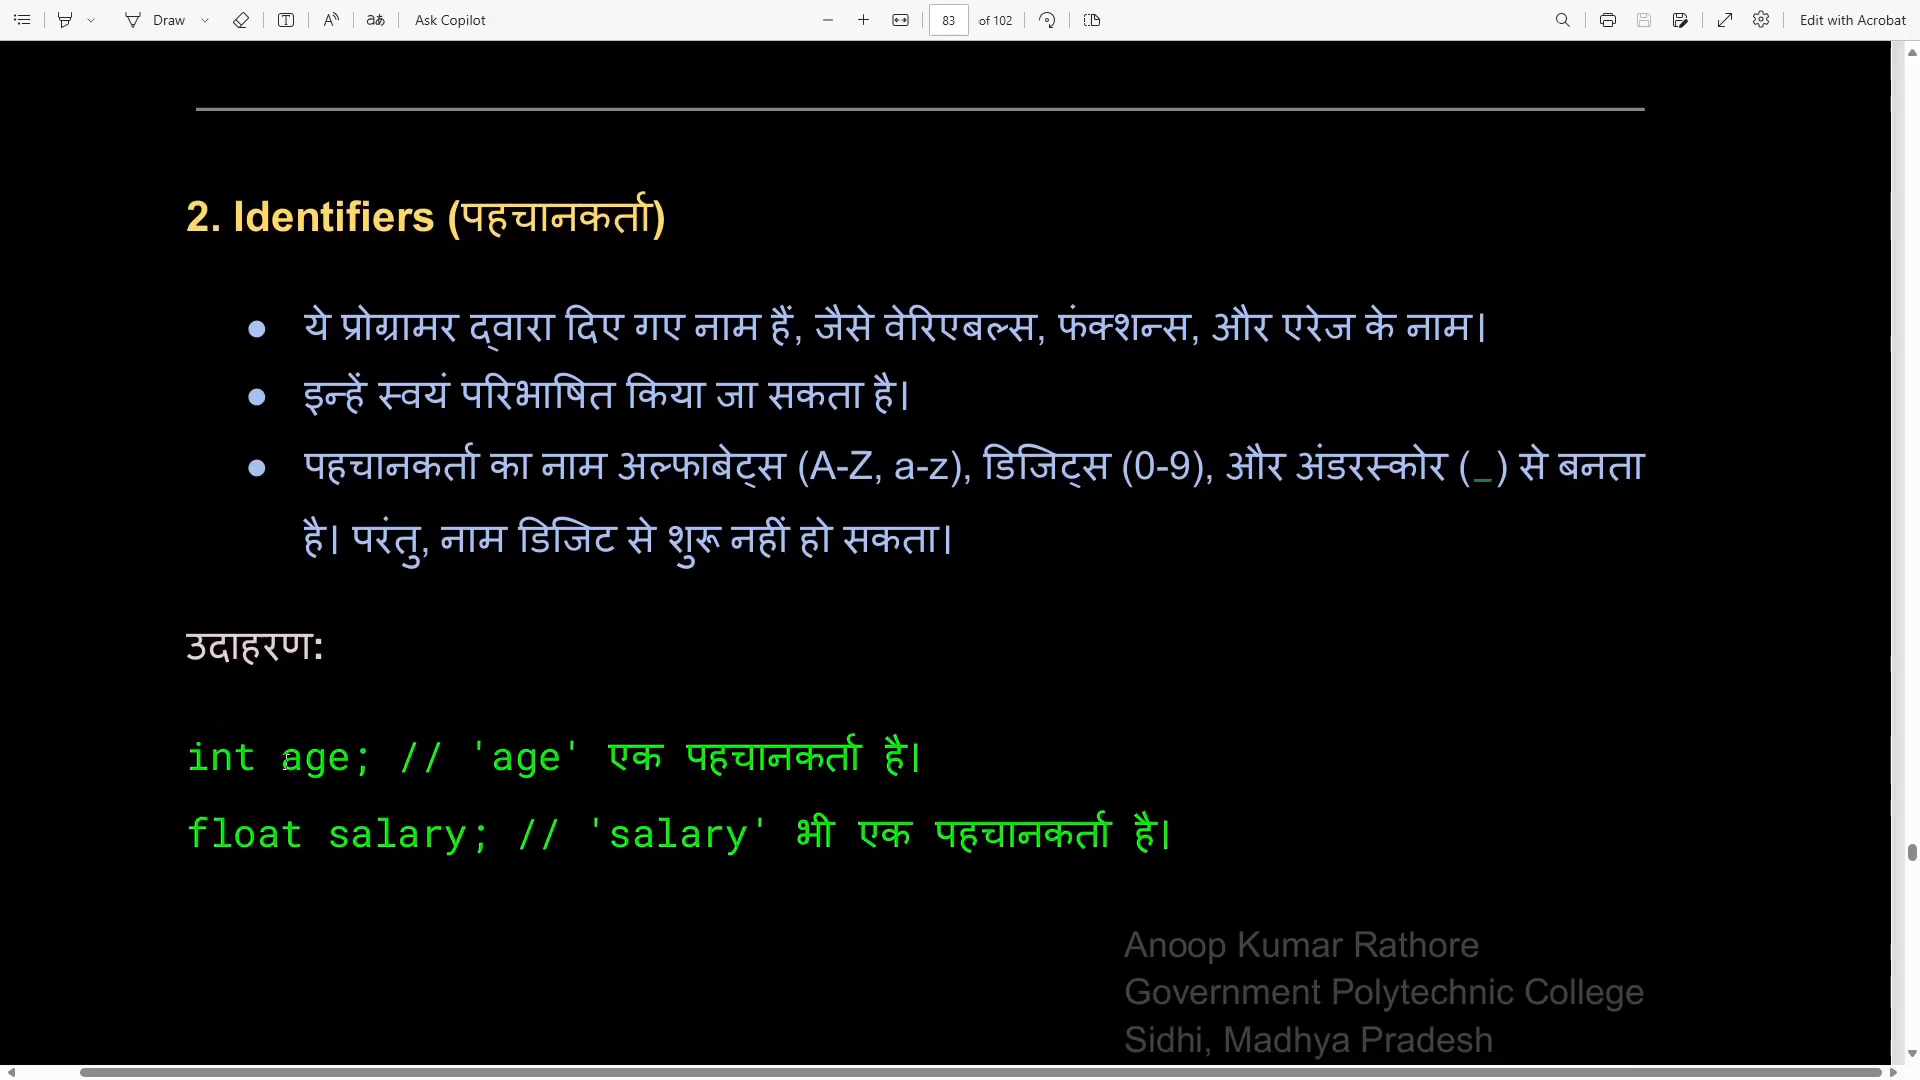 Draw
Ask Copilot
83 of 102
Edit with Acrobat
2. Identifiers (पहचानकर्ता)
● ये प्रोग्रामर द्वारा दिए गए नाम हैं, जैसे वेरिएबल्स, फंक्शन्स, और एरेज के नाम।
● इन्हें स्वयं परिभाषित किया जा सकता है।
● पहचानकर्ता का नाम अल्फाबेट्स (A-Z, a-z), डिजिट्स (0-9), और अंडरस्कोर (_) से बनता
है। परंतु, नाम डिजिट से शुरू नहीं हो सकता।
उदाहरण:
int age; // 'age' एक पहचानकर्ता है।
float salary; // 'salary' भी एक पहचानकर्ता है।
Anoop Kumar Rathore
Government Polytechnic College
Sidhi, Madhya Pradesh